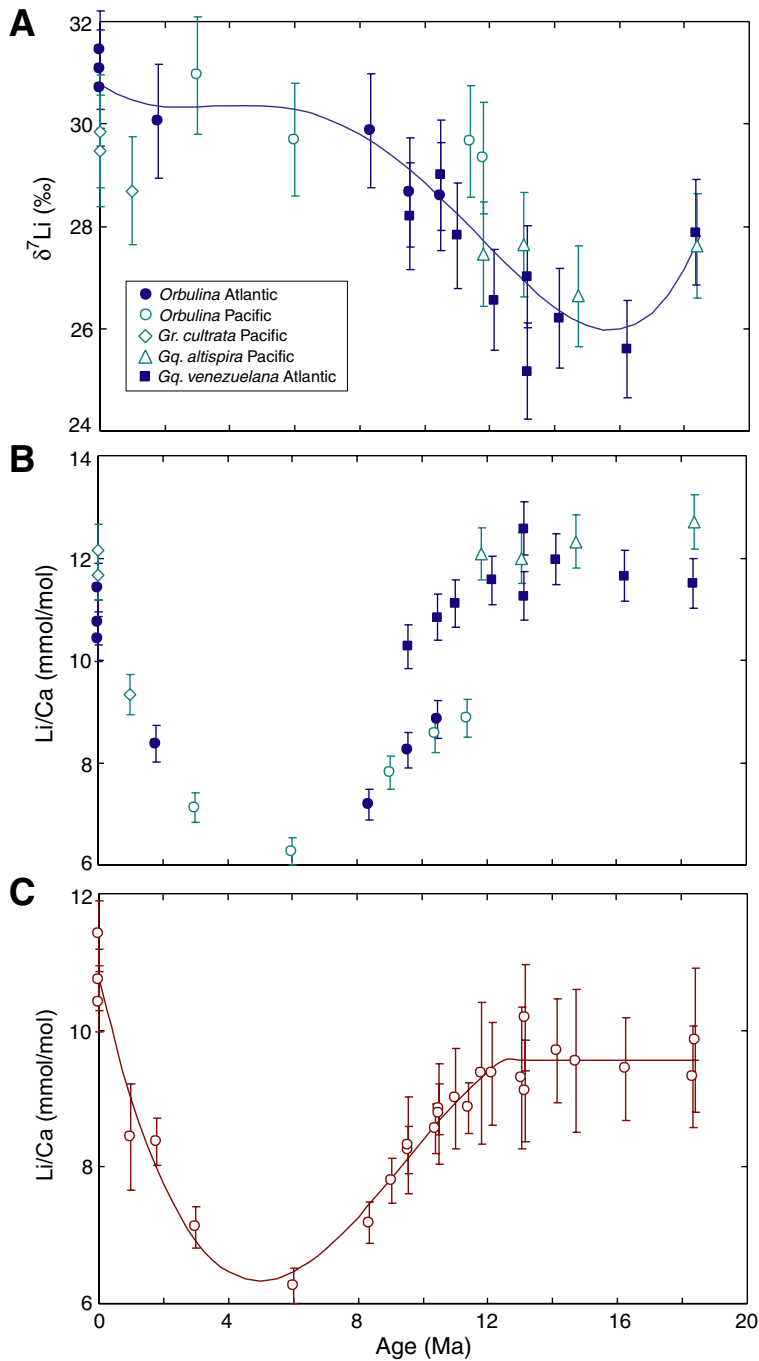 A
32
30
28
26
24
δ⁷Li (‰)
Orbulina Atlantic
Orbulina Pacific
Gr. cultrata Pacific
Gq. altispira Pacific
Gq. venezuelana Atlantic
B
14
12
10
8
6
Li/Ca (mmol/mol)
C
12
10
8
6
Li/Ca (mmol/mol)
0 4 8 12 16 20
Age (Ma)